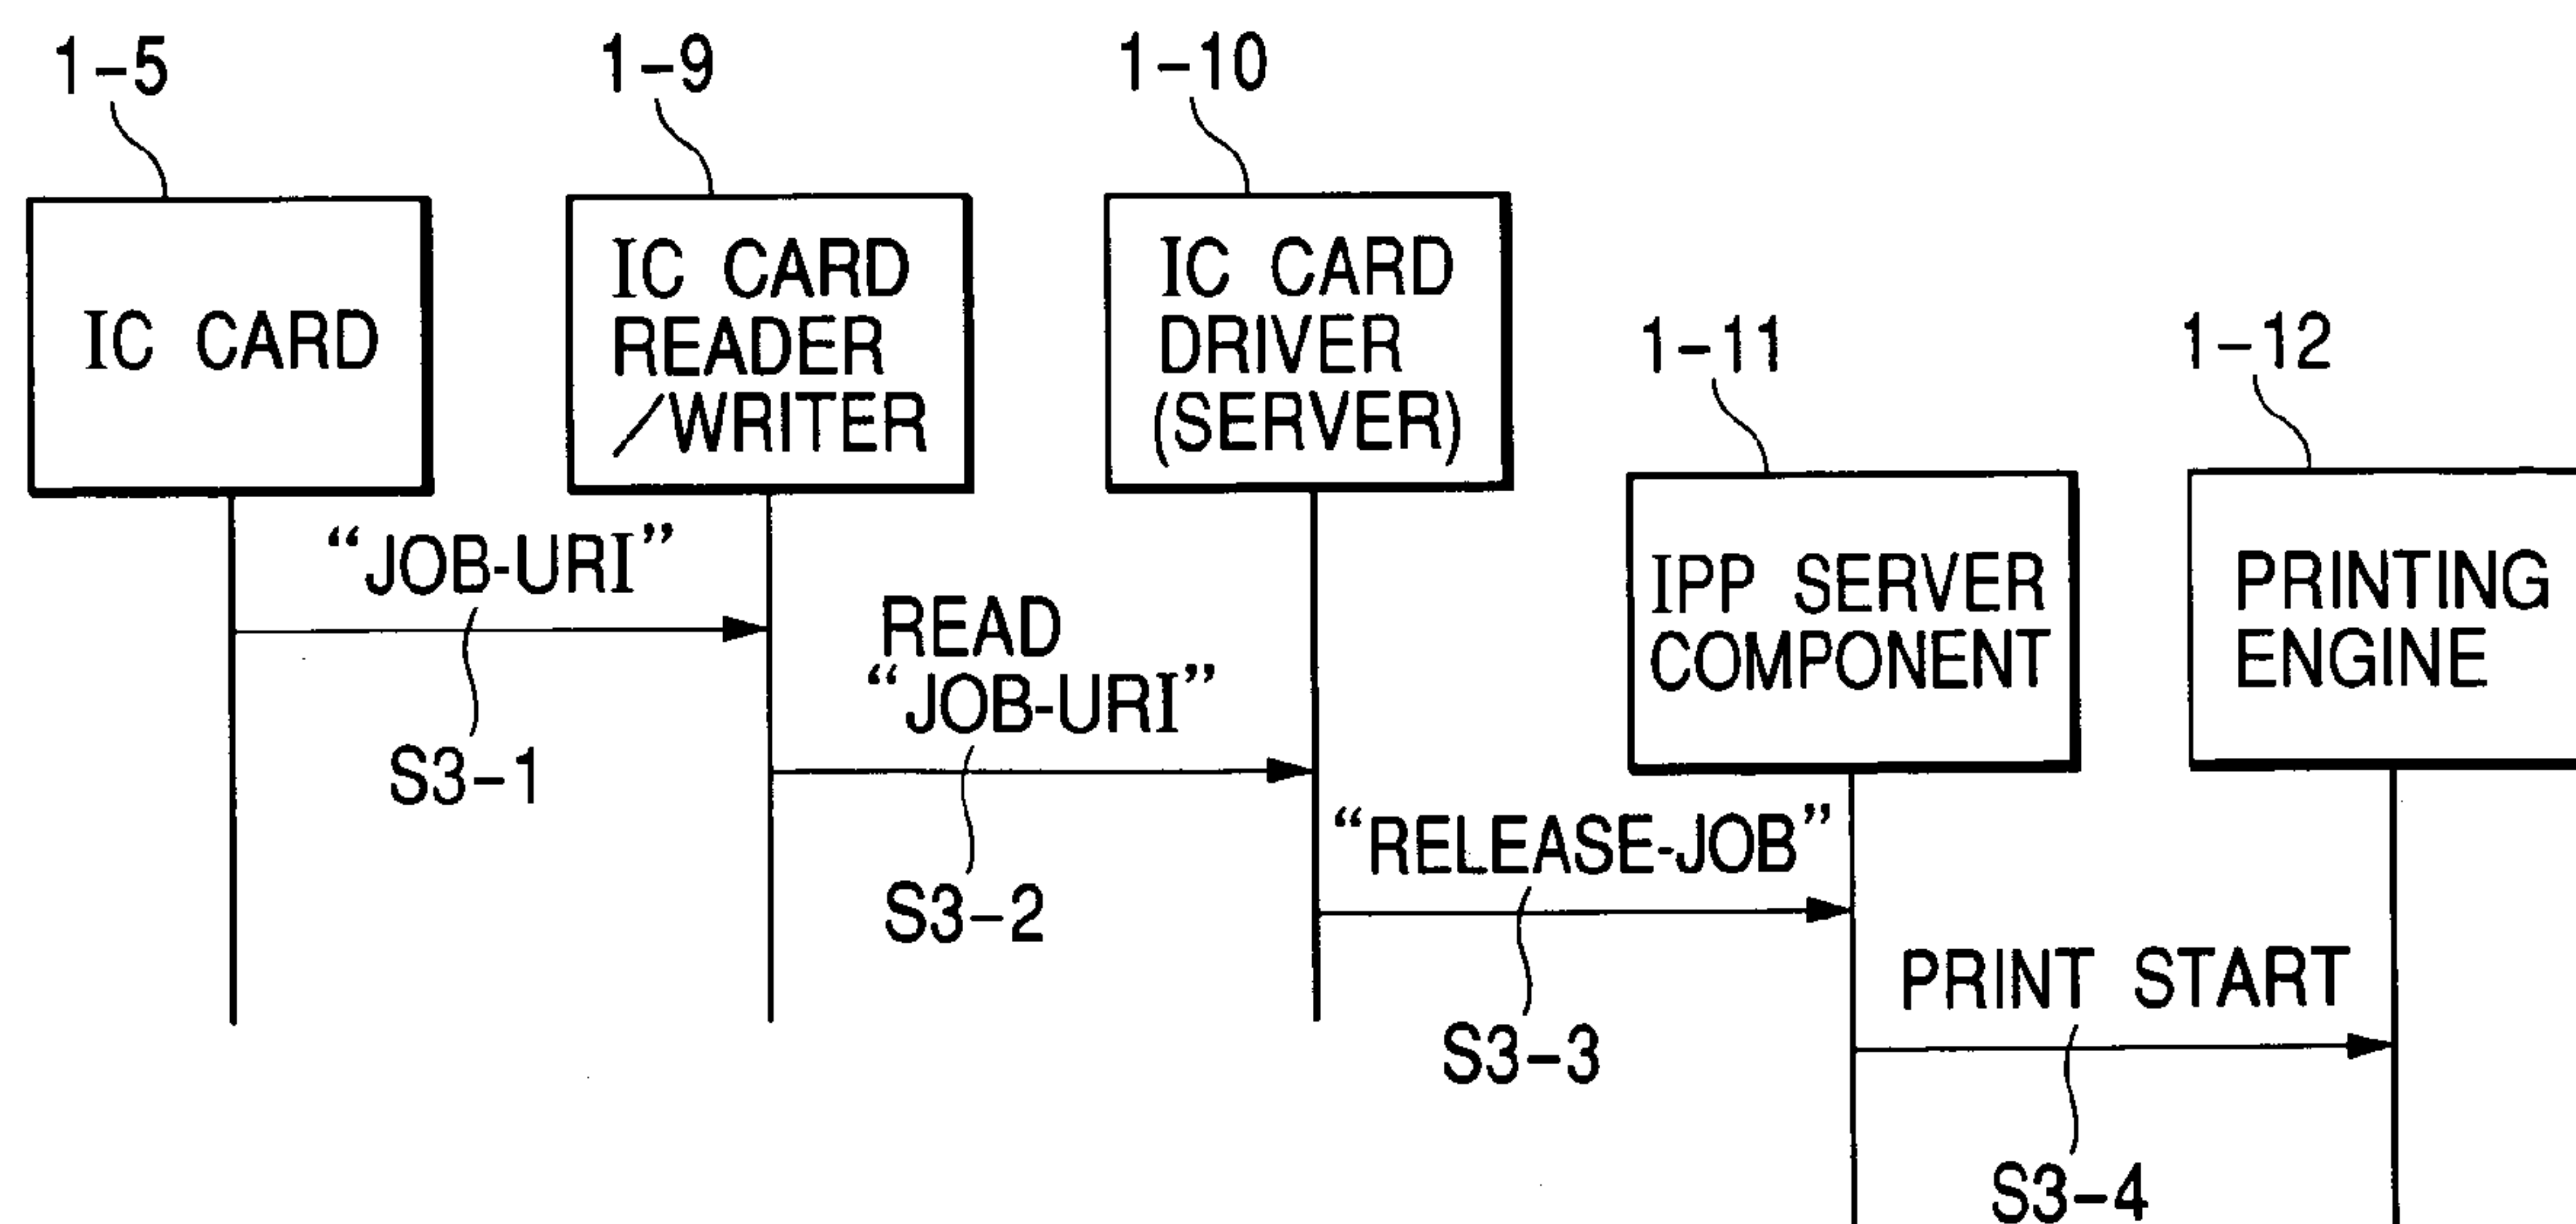 1-5
1-9
1-10
IC CARD
IC CARD
READER
/WRITER
IC CARD
DRIVER
(SERVER)
1-11
1-12
IPP SERVER
COMPONENT
PRINTING
ENGINE
“JOB-URI”
S3-1
READ
“JOB-URI”
S3-2
“RELEASE-JOB”
S3-3
PRINT START
S3-4